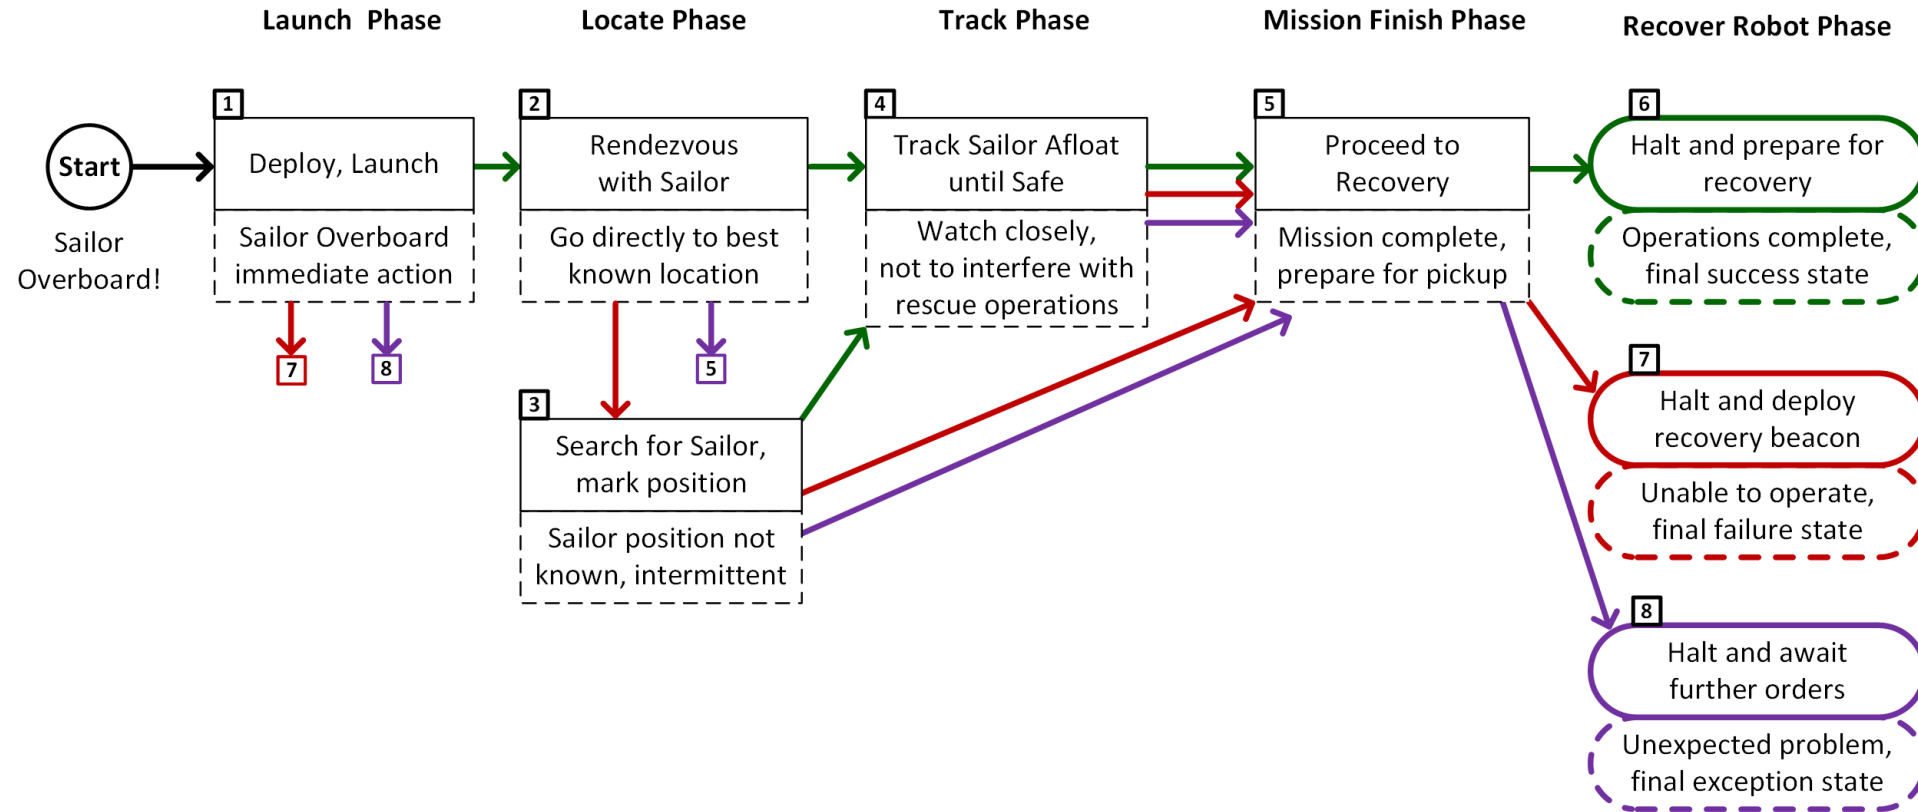 Launch  Phase
Locate Phase
Track Phase
Mission Finish Phase
Recover Robot Phase
Start
Sailor
Overboard!
1
Deploy, Launch
Sailor Overboard
immediate action
7
8
2
Rendezvous
with Sailor
Go directly to best
known location
5
3
Search for Sailor,
mark position
Sailor position not
known, intermittent
4
Track Sailor Afloat
until Safe
Watch closely,
not to interfere with
rescue operations
5
Proceed to
Recovery
Mission complete,
prepare for pickup
6
Halt and prepare for
recovery
Operations complete,
final success state
7
Halt and deploy
recovery beacon
Unable to operate,
final failure state
8
Halt and await
further orders
Unexpected problem,
final exception state